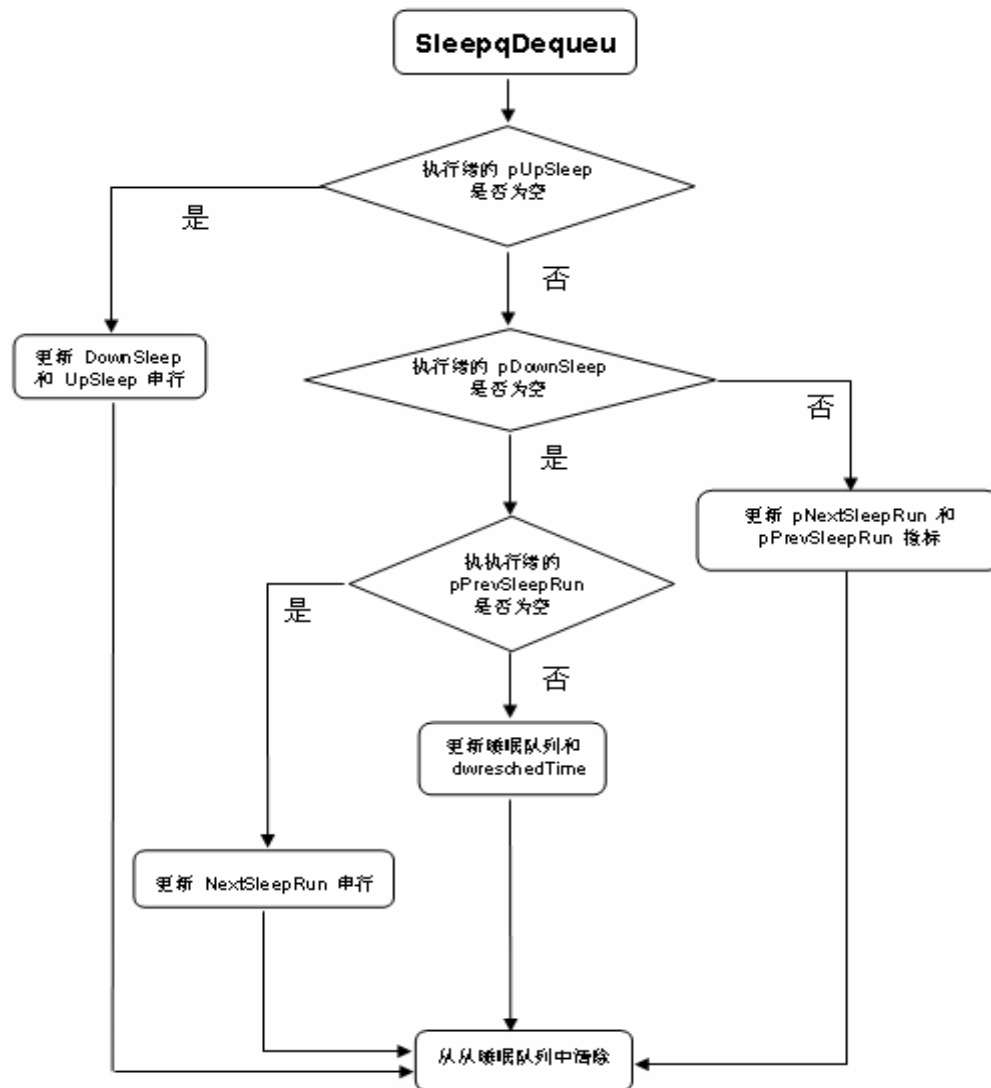 SleepqDequeu
执行绪的 pUpSleep
是否为空
是
否
更新 DownSleep
和 UpSleep 串行
执行绪的 pDownSleep
是否为空
否
是
更新 pNextSleepRun 和
pPrevSleepRun 指标
执执行绪的
pPrevSleepRun
是否为空
是
否
更新睡眠队列和
dwreschedTime
更新 NextSleepRun 串行
从从睡眠队列中清除